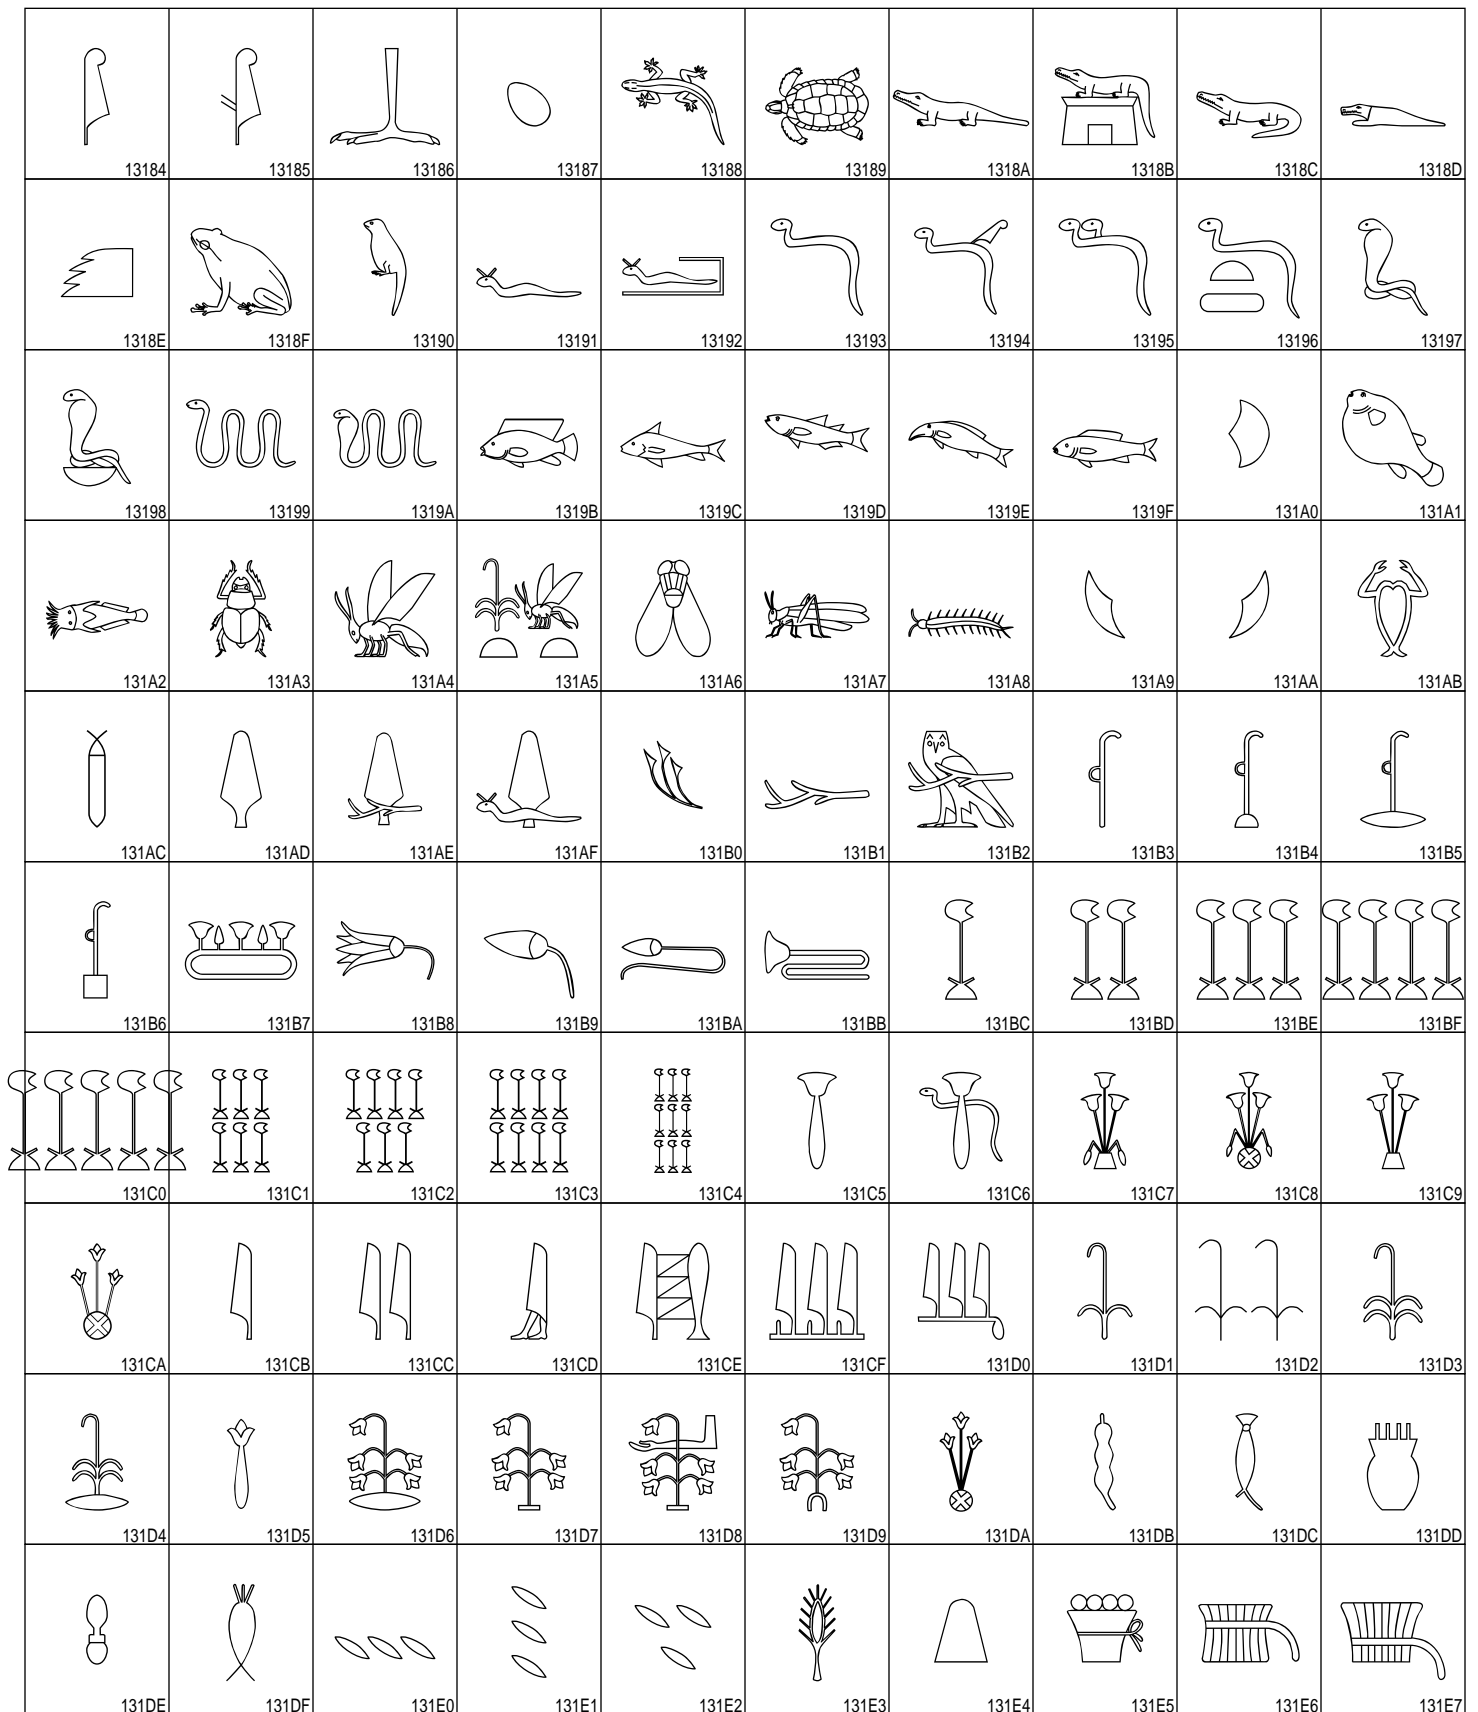 𓆄 𓆅 𓆆 𓆇 𓆈 𓆉 𓆊 𓆋 𓆌 𓆍
13184 13185 13186 13187 13188 13189 1318A 1318B 1318C 1318D
𓆎 𓆏 𓆐 𓆑 𓆒 𓆓 𓆔 𓆕 𓆖 𓆗
1318E 1318F 13190 13191 13192 13193 13194 13195 13196 13197
𓆘 𓆙 𓆚 𓆛 𓆜 𓆝 𓆞 𓆟 𓆠 𓆡
13198 13199 1319A 1319B 1319C 1319D 1319E 1319F 131A0 131A1
𓆢 𓆣 𓆤 𓆥 𓆦 𓆧 𓆨 𓆩 𓆪 𓆫
131A2 131A3 131A4 131A5 131A6 131A7 131A8 131A9 131AA 131AB
𓆬 𓆭 𓆮 𓆯 𓆰 𓆱 𓆲 𓆳 𓆴 𓆵
131AC 131AD 131AE 131AF 131B0 131B1 131B2 131B3 131B4 131B5
𓆶 𓆷 𓆸 𓆹 𓆺 𓆻 𓆼 𓆽 𓆾 𓆿
131B6 131B7 131B8 131B9 131BA 131BB 131BC 131BD 131BE 131BF
𓇀 𓇁 𓇂 𓇃 𓇄 𓇅 𓇆 𓇇 𓇈 𓇉
131C0 131C1 131C2 131C3 131C4 131C5 131C6 131C7 131C8 131C9
𓇊 𓇋 𓇌 𓇍 𓇎 𓇏 𓇐 𓇑 𓇒 𓇓
131CA 131CB 131CC 131CD 131CE 131CF 131D0 131D1 131D2 131D3
𓇔 𓇕 𓇖 𓇗 𓇘 𓇙 𓇚 𓇛 𓇜 𓇝
131D4 131D5 131D6 131D7 131D8 131D9 131DA 131DB 131DC 131DD
𓇞 𓇟 𓇠 𓇡 𓇢 𓇣 𓇤 𓇥 𓇦 𓇧
131DE 131DF 131E0 131E1 131E2 131E3 131E4 131E5 131E6 131E7